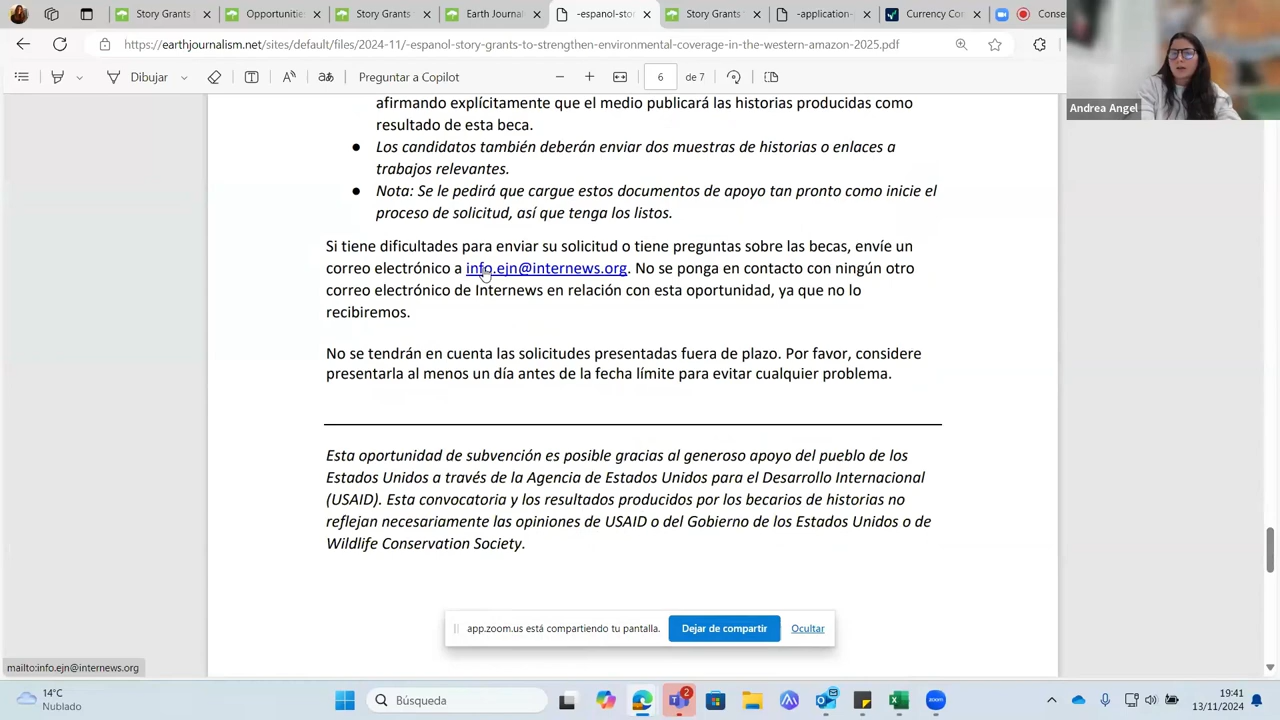 Story Grants
Opportuni
Story Grants
Earth Journa
-espanol-sto
Story Grants
-application-
Currency Co
Conse
https://earthjournalism.net/sites/default/files/2024-11/-espanol-story-grants-to-strengthen-environmental-coverage-in-the-western-amazon-2025.pdf
Dibujar
Preguntar a Copilot
6
de 7
Andrea Angel
afirmando explícitamente que el medio publicará las historias producidas como
resultado de esta beca.
● Los candidatos también deberán enviar dos muestras de historias o enlaces a
trabajos relevantes.
● Nota: Se le pedirá que cargue estos documentos de apoyo tan pronto como inicie el
proceso de solicitud, así que tenga los listos.
Si tiene dificultades para enviar su solicitud o tiene preguntas sobre las becas, envíe un
correo electrónico a info.ejn@internews.org. No se ponga en contacto con ningún otro
correo electrónico de Internews en relación con esta oportunidad, ya que no lo
recibiremos.
No se tendrán en cuenta las solicitudes presentadas fuera de plazo. Por favor, considere
presentarla al menos un día antes de la fecha límite para evitar cualquier problema.
Esta oportunidad de subvención es posible gracias al generoso apoyo del pueblo de los
Estados Unidos a través de la Agencia de Estados Unidos para el Desarrollo Internacional
(USAID). Esta convocatoria y los resultados producidos por los becarios de historias no
reflejan necesariamente las opiniones de USAID o del Gobierno de los Estados Unidos o de
Wildlife Conservation Society.
app.zoom.us está compartiendo tu pantalla.
Dejar de compartir
Ocultar
mailto:info.ejn@internews.org
14°C
Nublado
Búsqueda
2
zoom
19:41
13/11/2024